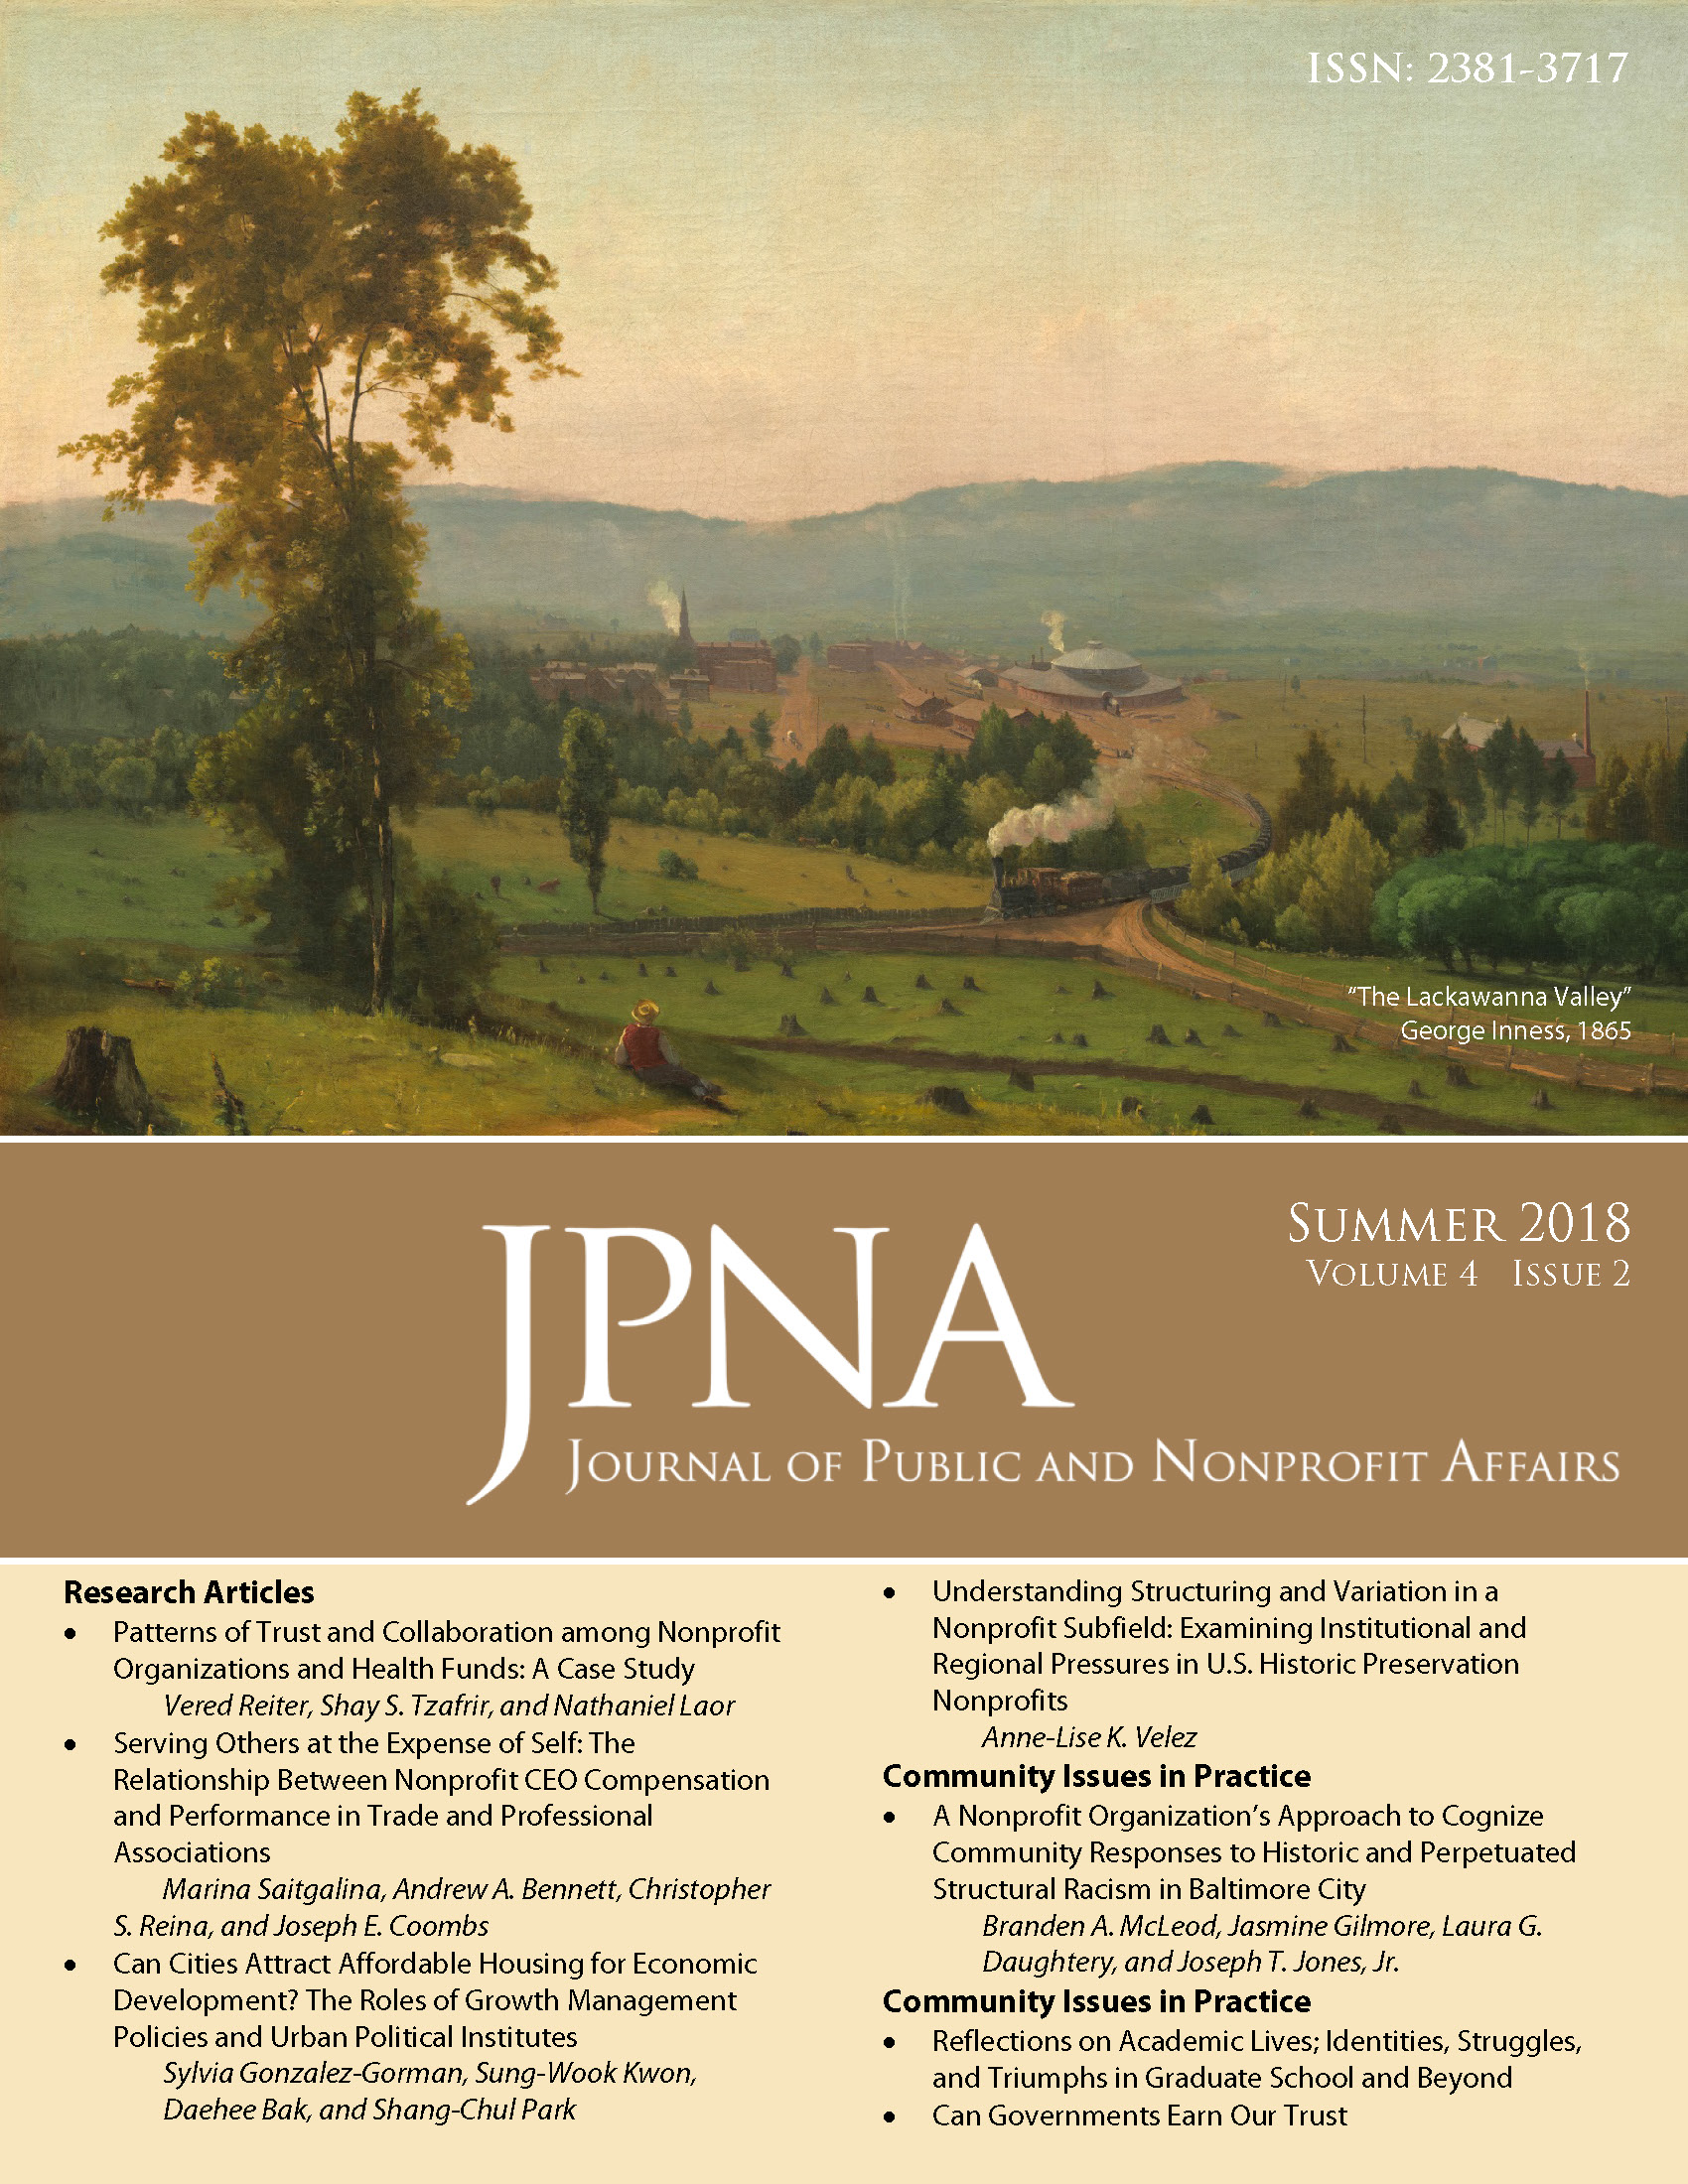 ISSN: 2381-3717
“The Lackawanna Valley”
George Inness, 1865
Summer 2018
Volume 4 Issue 2
JPNA
Journal of Public and Nonprofit Affairs
Research Articles
• Patterns of Trust and Collaboration among Nonprofit
Organizations and Health Funds: A Case Study
Vered Reiter, Shay S. Tzafrir, and Nathaniel Laor
• Serving Others at the Expense of Self: The
Relationship Between Nonprofit CEO Compensation
and Performance in Trade and Professional
Associations
Marina Saitgalina, Andrew A. Bennett, Christopher
S. Reina, and Joseph E. Coombs
• Can Cities Attract Affordable Housing for Economic
Development? The Roles of Growth Management
Policies and Urban Political Institutes
Sylvia Gonzalez-Gorman, Sung-Wook Kwon,
Daehee Bak, and Shang-Chul Park
• Understanding Structuring and Variation in a
Nonprofit Subfield: Examining Institutional and
Regional Pressures in U.S. Historic Preservation
Nonprofits
Anne-Lise K. Velez
Community Issues in Practice
• A Nonprofit Organization’s Approach to Cognize
Community Responses to Historic and Perpetuated
Structural Racism in Baltimore City
Branden A. McLeod, Jasmine Gilmore, Laura G.
Daughtery, and Joseph T. Jones, Jr.
Community Issues in Practice
• Reflections on Academic Lives; Identities, Struggles,
and Triumphs in Graduate School and Beyond
• Can Governments Earn Our Trust